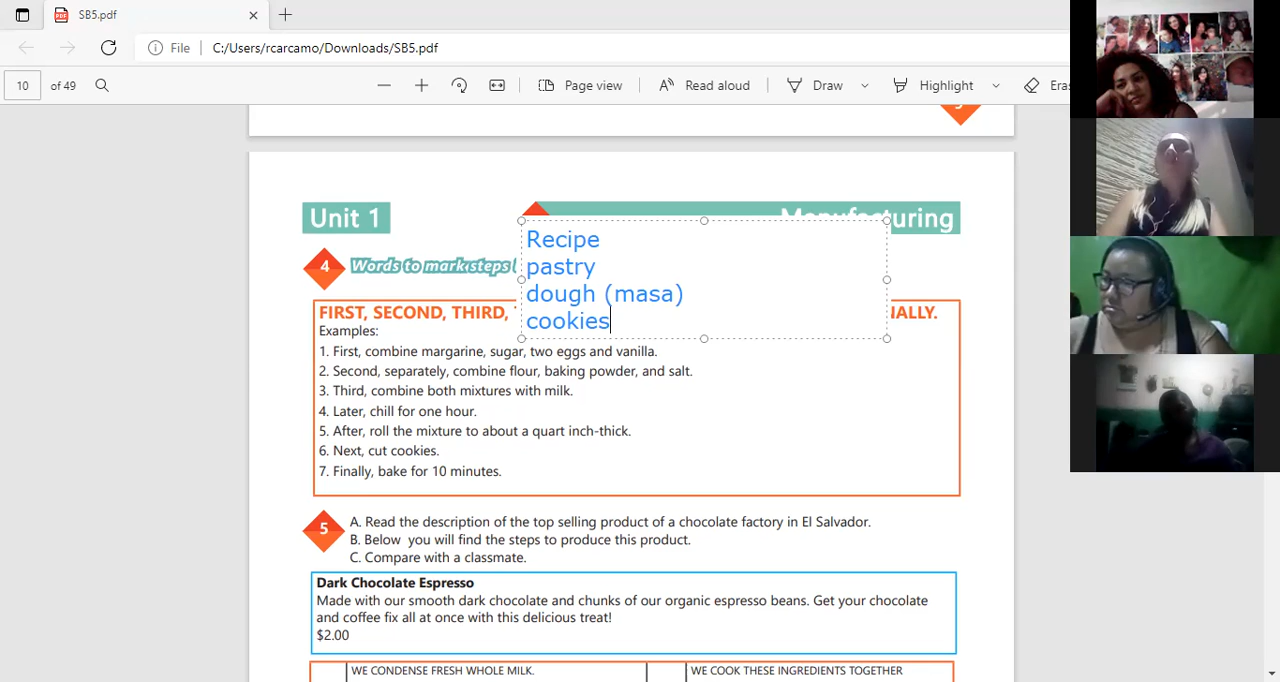 SB5.pdf
File C:/Users/rcarcamo/Downloads/SB5.pdf
10 of 49 Page view Read aloud Draw Highlight
Unit 1
Recipe
pastry
dough (masa)
cookies
4 Words to mark steps
FIRST, SECOND, THIRD,
Examples:
1. First, combine margarine, sugar, two eggs and vanilla.
2. Second, separately, combine flour, baking powder, and salt.
3. Third, combine both mixtures with milk.
4. Later, chill for one hour.
5. After, roll the mixture to about a quart inch-thick.
6. Next, cut cookies.
7. Finally, bake for 10 minutes.
5 A. Read the description of the top selling product of a chocolate factory in El Salvador.
B. Below you will find the steps to produce this product.
C. Compare with a classmate.
Dark Chocolate Espresso
Made with our smooth dark chocolate and chunks of our organic espresso beans. Get your chocolate
and coffee fix all at once with this delicious treat!
$2.00
WE CONDENSE FRESH WHOLE MILK. WE COOK THESE INGREDIENTS TOGETHER